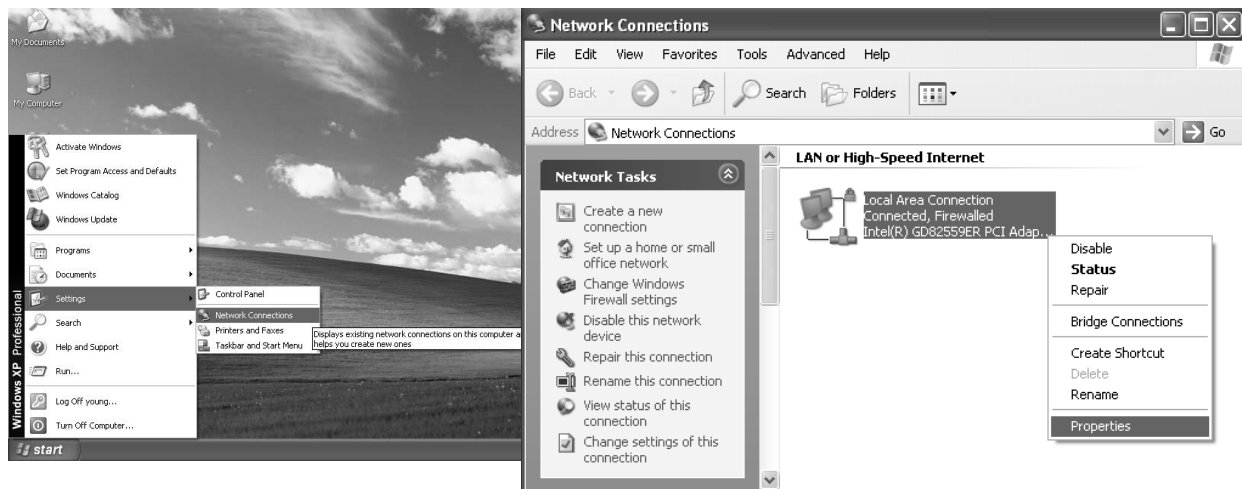 My Documents
My Computer
Activate Windows
Set Program Access and Defaults
Windows Catalog
Windows Update
Programs
Documents
Settings
Search
Help and Support
Run...
Log Off young...
Turn Off Computer...
Windows XP Professional
start
Control Panel
Network Connections
Printers and Faxes
Taskbar and Start Menu
Displays existing network connections on this computer a
helps you create new ones
Network Connections
File Edit View Favorites Tools Advanced Help
Back Search Folders
Address Network Connections Go
Network Tasks
Create a new
connection
Set up a home or small
office network
Change Windows
Firewall settings
Disable this network
device
Repair this connection
Rename this connection
View status of this
connection
Change settings of this
connection
LAN or High-Speed Internet
Local Area Connection
Connected, Firewalled
Intel(R) GD82559ER PCI Adap...
Disable
Status
Repair
Bridge Connections
Create Shortcut
Delete
Rename
Properties